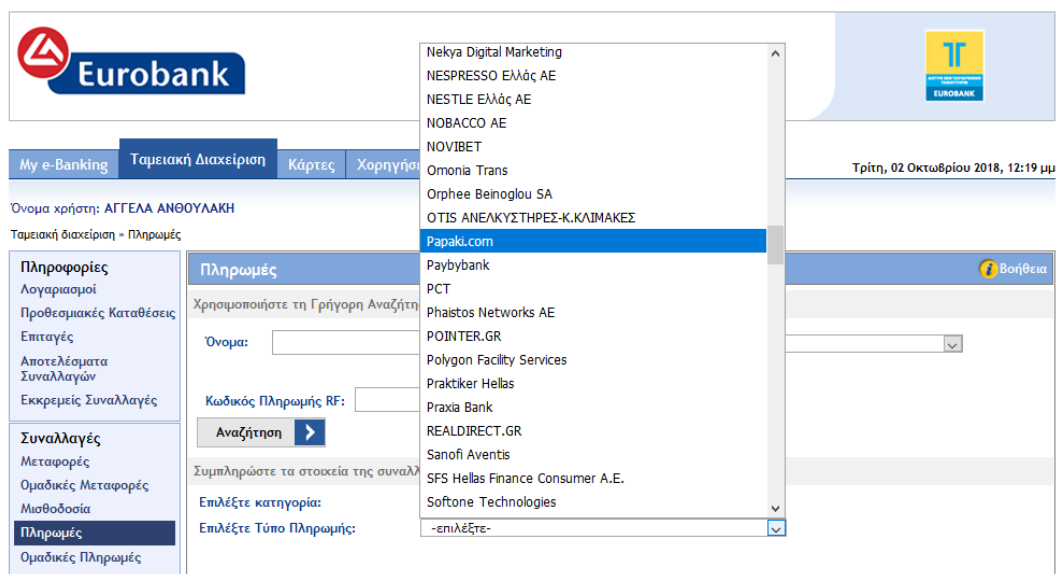 Eurobank
EUROBANK
My e-Banking
Ταμειακή Διαχείριση
Κάρτες
Τρίτη, 02 Οκτωβρίου 2018, 12:19 μμ
Όνομα χρήστη: ΑΓΓΕΛΑ ΑΝΘΟΥΛΑΚΗ
Ταμειακή διαχείριση » Πληρωμές
Πληροφορίες
Λογαριασμοί
Προθεσμιακές Καταθέσεις
Επιταγές
Αποτελέσματα
Συναλλαγών
Εκκρεμείς Συναλλαγές
Συναλλαγές
Μεταφορές
Ομαδικές Μεταφορές
Μισθοδοσία
Πληρωμές
Ομαδικές Πληρωμές
Πληρωμές
Βοήθεια
Χρησιμοποιήστε τη Γρήγορη
Όνομα:
Κωδικός Πληρωμής RF:
Αναζήτηση
Συμπληρώστε τα στοιχεία της
Επιλέξτε κατηγορία:
Επιλέξτε Τύπο Πληρωμής:
-επιλέξτε-
Nekya Digital Marketing
NESPRESSO Ελλάς ΑΕ
NESTLE Ελλάς ΑΕ
NOBACCO ΑΕ
NOVIBET
Omonia Trans
Orphee Beinoglou SA
OTIS ΑΝΕΛΚΥΣΤΗΡΕΣ-Κ.ΚΛΙΜΑΚΕΣ
Papaki.com
Paybybank
PCT
Phaistos Networks AE
POINTER.GR
Polygon Facility Services
Praktiker Hellas
Praxia Bank
REALDIRECT.GR
Sanofi Aventis
SFS Hellas Finance Consumer A.E.
Softone Technologies